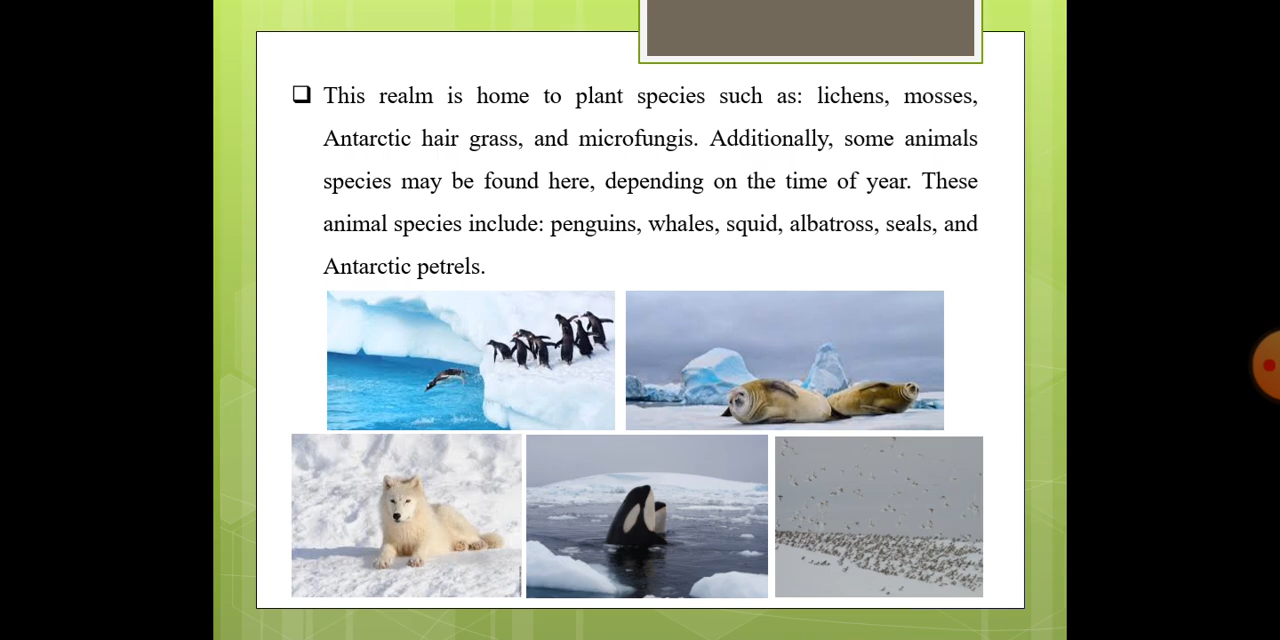 This realm is home to plant species such as: lichens, mosses,
Antarctic hair grass, and microfungis. Additionally, some animals
species may be found here, depending on the time of year. These
animal species include: penguins, whales, squid, albatross, seals, and
Antarctic petrels.